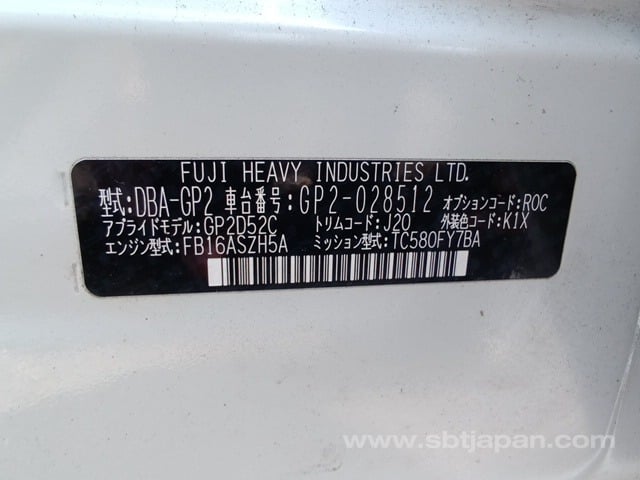 FUJI HEAVY INDUSTRIES LTD.
型式:DBA-GP2 車台番号:GP2-028512 オプションコード:ROC
アプライドモデル:GP2D52C トリムコード:J20 外装色コード:K1X
エンジン型式:FB16ASZH5A ミッション型式:TC580FY7BA
www.sbtjapan.com/